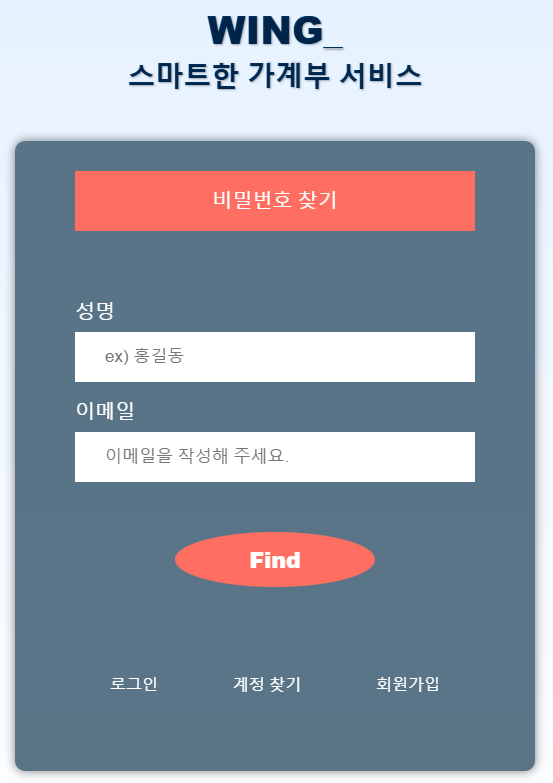 WING_
스마트한 가계부 서비스
비밀번호 찾기
성명
ex) 홍길동
이메일
이메일을 작성해 주세요.
Find
로그인 계정 찾기 회원가입